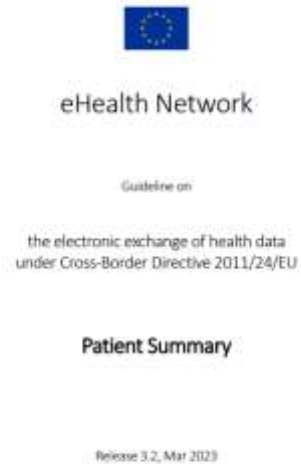 eHealth Network
Guideline on
the electronic exchange of health data
under Cross-Border Directive 2011/24/EU
Patient Summary
Release 3.2, Mar 2023